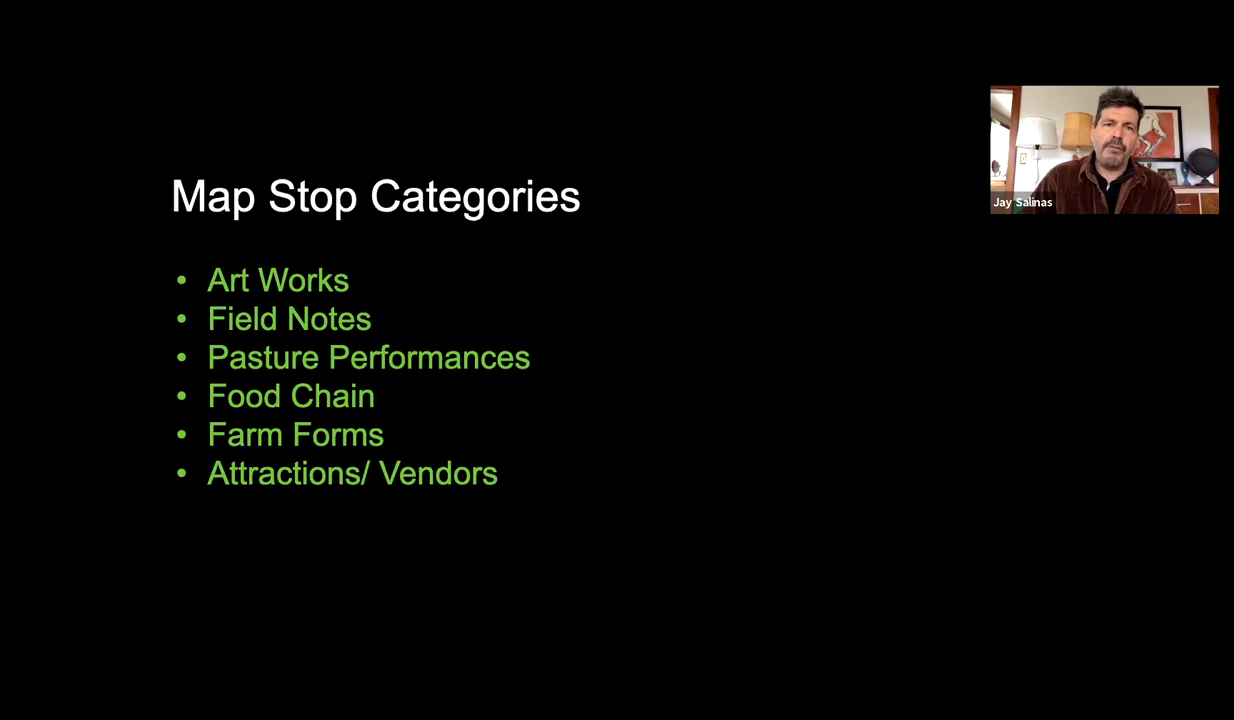 Map Stop Categories
• Art Works
• Field Notes
• Pasture Performances
• Food Chain
• Farm Forms
• Attractions/ Vendors
Jay Salinas